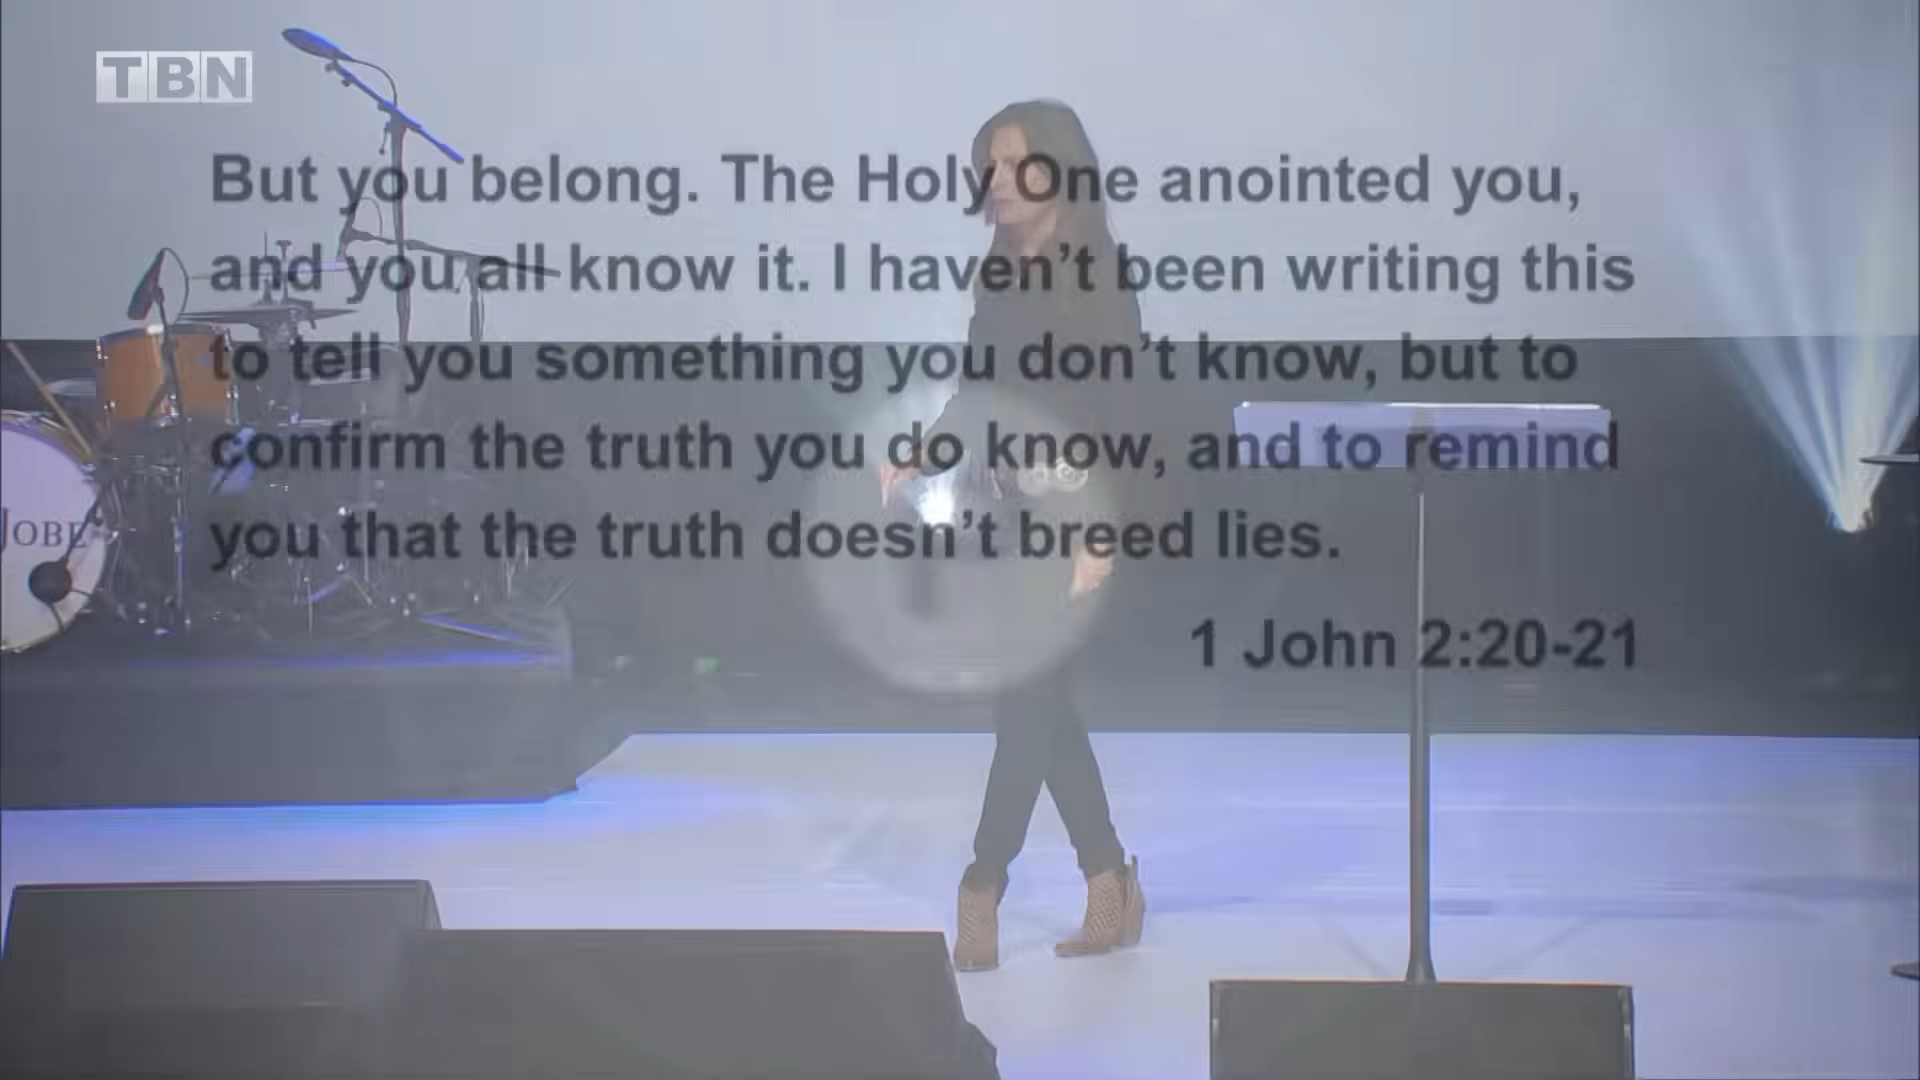 TBN
But you belong. The Holy One anointed you,
and you all know it. I haven't been writing this
to tell you something you don't know, but to
confirm the truth you do know, and to remind
you that the truth doesn't breed lies.
1 John 2:20-21
JOBE